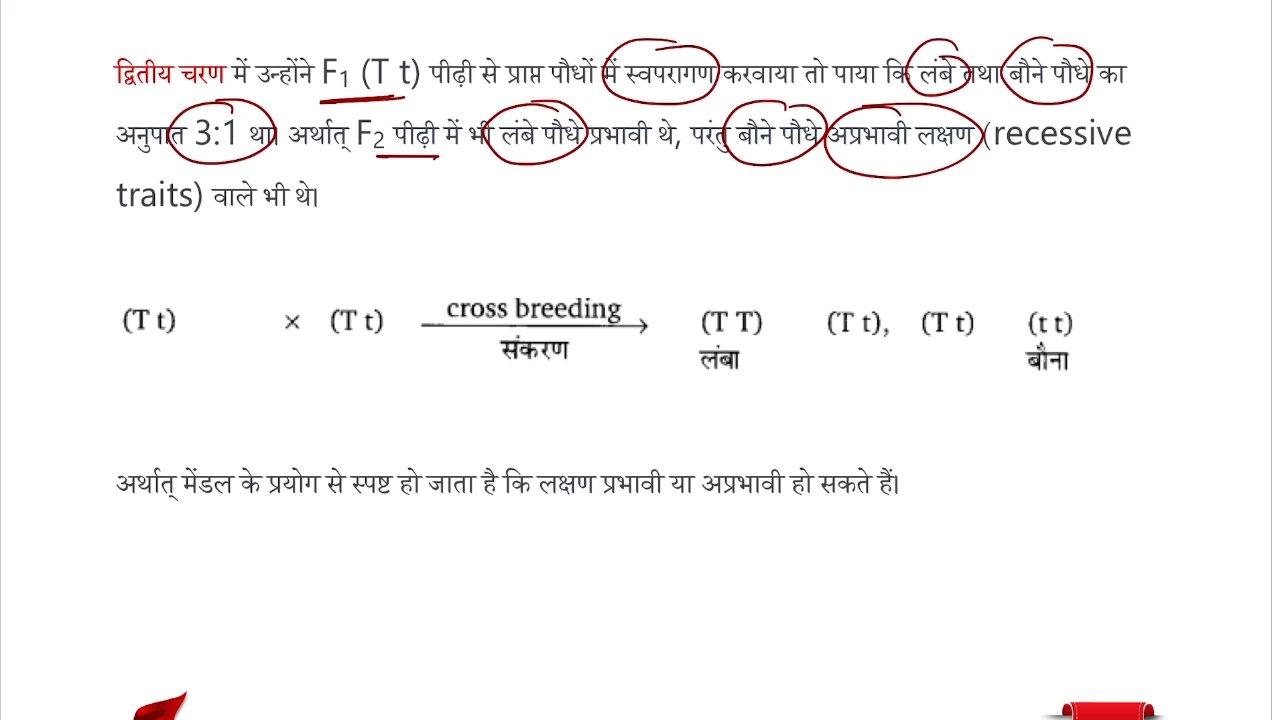 द्वितीय चरण में उन्होंने F₁ (T t) पीढ़ी से प्राप्त पौधों में स्वपरागण करवाया तो पाया कि लंबे तथा बौने पौधे का
अनुपात 3:1 था। अर्थात् F₂ पीढ़ी में भी लंबे पौधे प्रभावी थे, परंतु बौने पौधे अप्रभावी लक्षण (recessive
traits) वाले भी थे।
cross breeding
(T t) × (T t) (T T) (T t), (T t) (t t)
संकरण लंबा बौना
अर्थात् मेंडल के प्रयोग से स्पष्ट हो जाता है कि लक्षण प्रभावी या अप्रभावी हो सकते हैं।